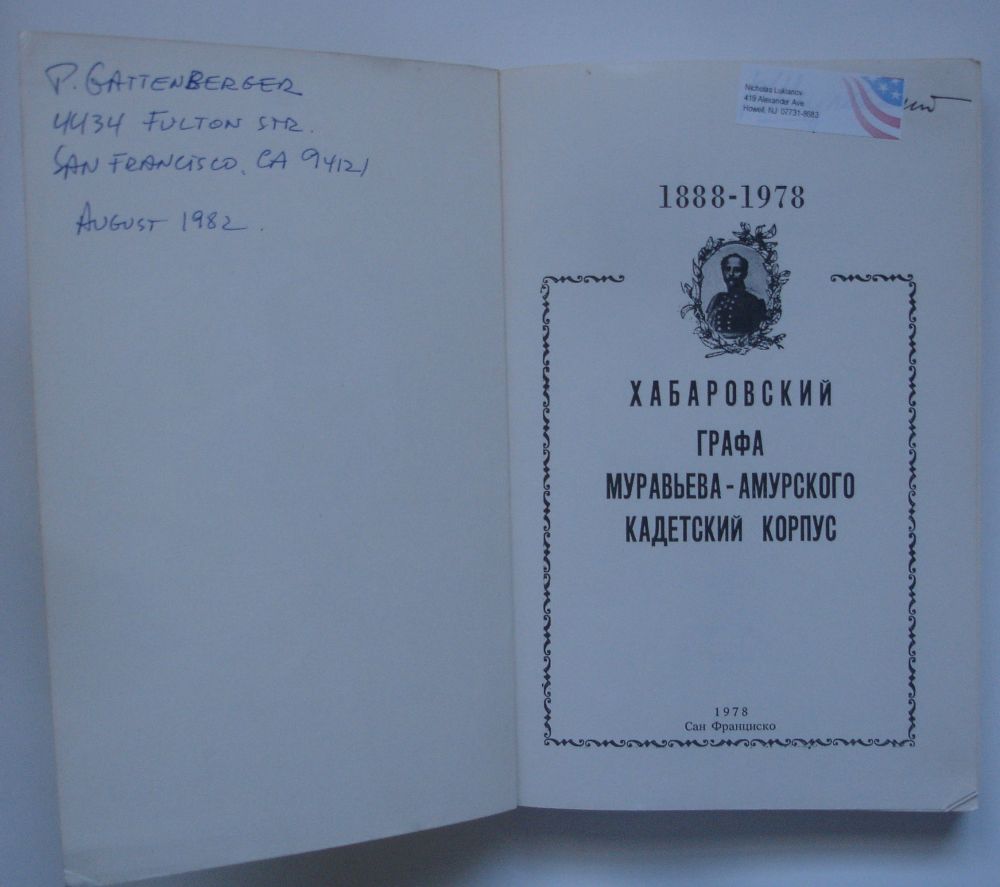 P. GATTENBERGER
4434 FULTON STR.
SAN FRANCISCO, CA 94121
AUGUST 1982.
Nicholas Lukianov
419 Alexander Ave
Howell, NJ 07731-8683
1888-1978
ХАБАРОВСКИЙ
ГРАФА
МУРАВЬЕВА-АМУРСКОГО
КАДЕТСКИЙ КОРПУС
1978
Сан Франциско